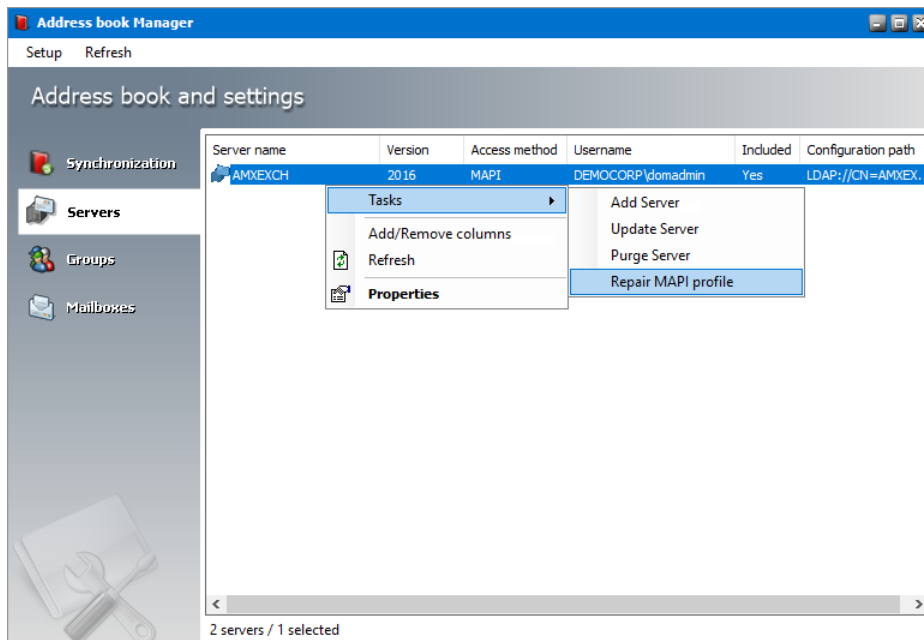 Address book Manager
Setup Refresh
Address book and settings
Synchronization
Servers
Groups
Mailboxes
Server name Version Access method Username Included Configuration path
AMXEXCH 2016 MAPI DEMOCORP\domadmin Yes LDAP://CN=AMXEX.
Tasks
Add/Remove columns
Refresh
Properties
Add Server
Update Server
Purge Server
Repair MAPI profile
2 servers / 1 selected